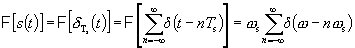 F[s(t)] = F[δ_{T_s}(t)] = F[∑_{n=-∞}^{∞} δ(t - nT_s)] = ω_s ∑_{n=-∞}^{∞} δ(ω - nω_s)